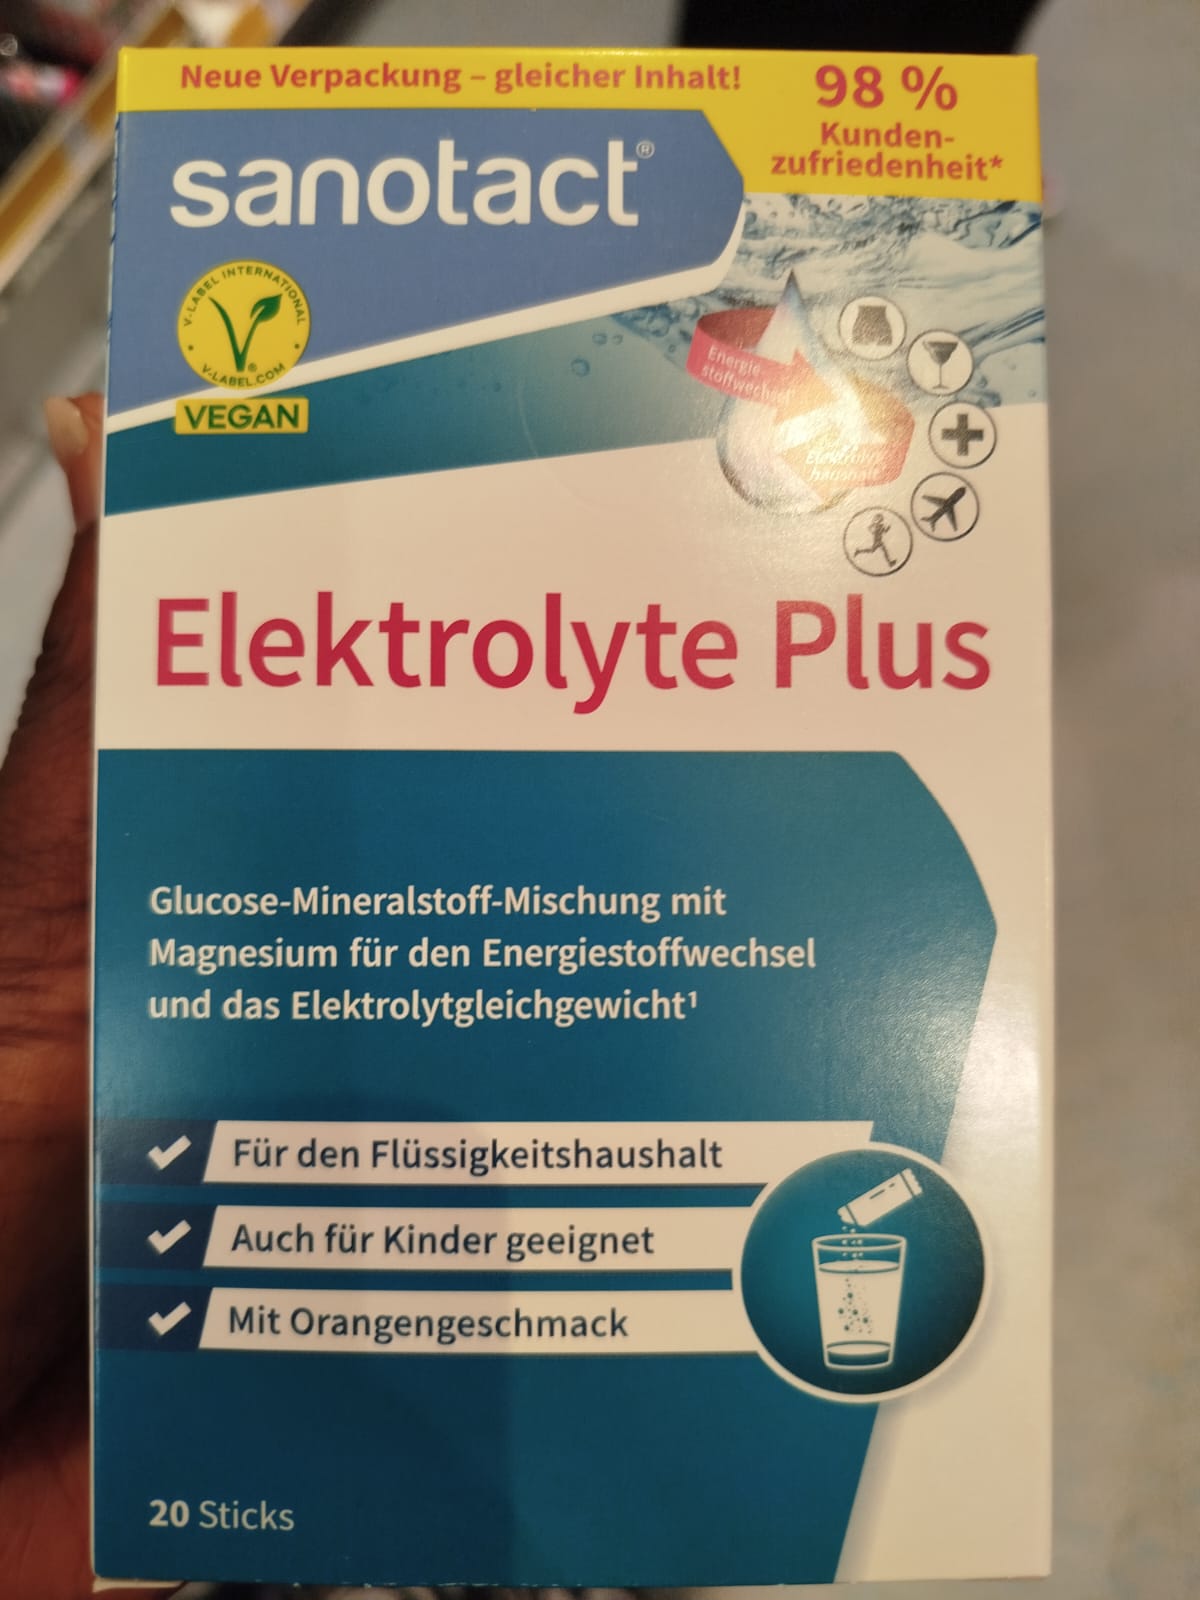 Neue Verpackung – gleicher Inhalt!
98 %
Kunden-
zufriedenheit*
sanotact®
V-LABEL INTERNATIONAL
V-LABEL.COM
VEGAN
Energie
stoffwechsel
haushalt
Elektrolyte Plus
Glucose-Mineralstoff-Mischung mit
Magnesium für den Energiestoffwechsel
und das Elektrolytgleichgewicht¹
Für den Flüssigkeitshaushalt
Auch für Kinder geeignet
Mit Orangengeschmack
20 Sticks